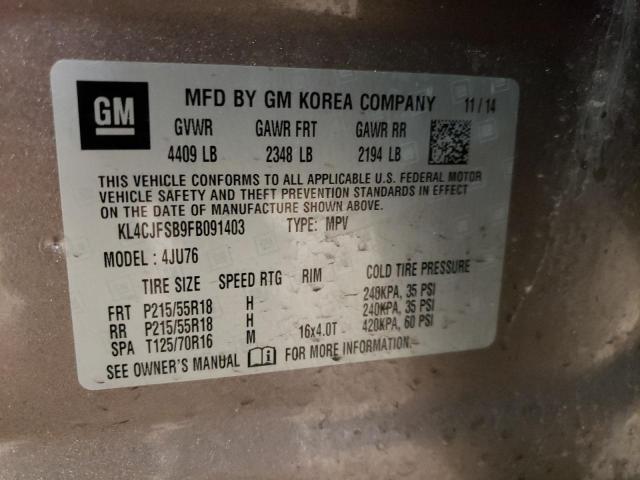 GM MFD BY GM KOREA COMPANY 11/14
GVWR GAWR FRT GAWR RR
4409 LB 2348 LB 2194 LB
THIS VEHICLE CONFORMS TO ALL APPLICABLE U.S. FEDERAL MOTOR
VEHICLE SAFETY AND THEFT PREVENTION STANDARDS IN EFFECT
ON THE DATE OF MANUFACTURE SHOWN ABOVE.
KL4CJFSB9FB091403 TYPE: MPV
MODEL: 4JU76
TIRE SIZE SPEED RTG RIM COLD TIRE PRESSURE
FRT P215/55R18 H 240KPA, 35 PSI
RR P215/55R18 H 240KPA, 35 PSI
SPA T125/70R16 M 16x4.0T 420KPA, 60 PSI
SEE OWNER'S MANUAL FOR MORE INFORMATION.